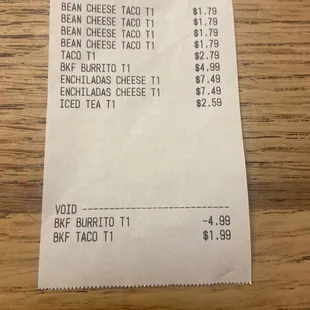 BEAN CHEESE TACO T1 $1.79
BEAN CHEESE TACO T1 $1.79
BEAN CHEESE TACO T1 $1.79
BEAN CHEESE TACO T1 $1.79
TACO T1 $2.79
BKF BURRITO T1 $4.99
ENCHILADAS CHEESE T1 $7.49
ENCHILADAS CHEESE T1 $7.49
ICED TEA T1 $2.59
VOID -------------------------
BKF BURRITO T1 -4.99
BKF TACO T1 $1.99